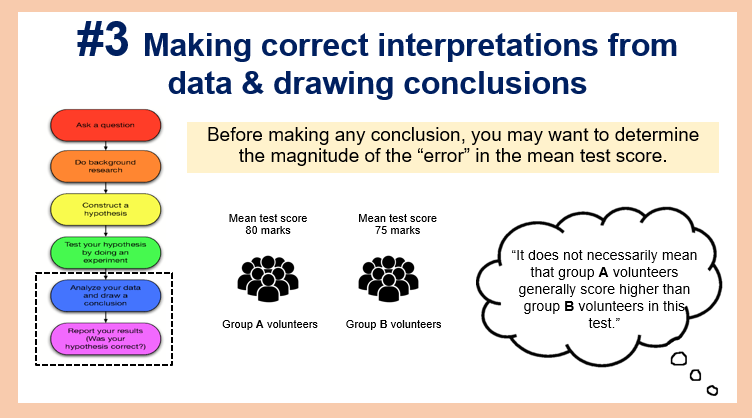 #3 Making correct interpretations from
data & drawing conclusions
Ask a question
Do background
research
Construct a
hypothesis
Test your hypothesis
by doing an
experiment
Analyze your data
and draw a
conclusion
Report your results
(Was your
hypothesis correct?)
Before making any conclusion, you may want to determine
the magnitude of the “error” in the mean test score.
Mean test score
80 marks
Group A volunteers
Mean test score
75 marks
Group B volunteers
“It does not necessarily mean
that group A volunteers
generally score higher than
group B volunteers in this
test.”